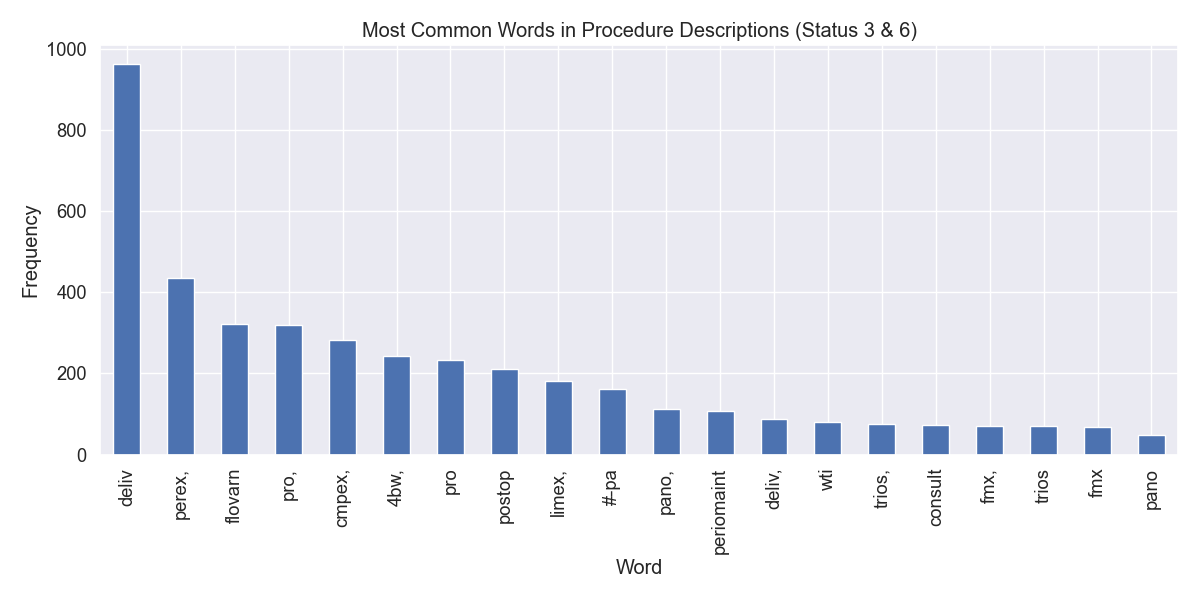 Most Common Words in Procedure Descriptions (Status 3 & 6)
1000
800
600
400
200
0
Frequency
deliv
perex,
flovarn
pro,
cmpex,
4bw,
pro
postop
limex,
#-pa
pano,
periomaint
deliv,
wti
trios,
consult
fmx,
trios
fmx
pano
Word